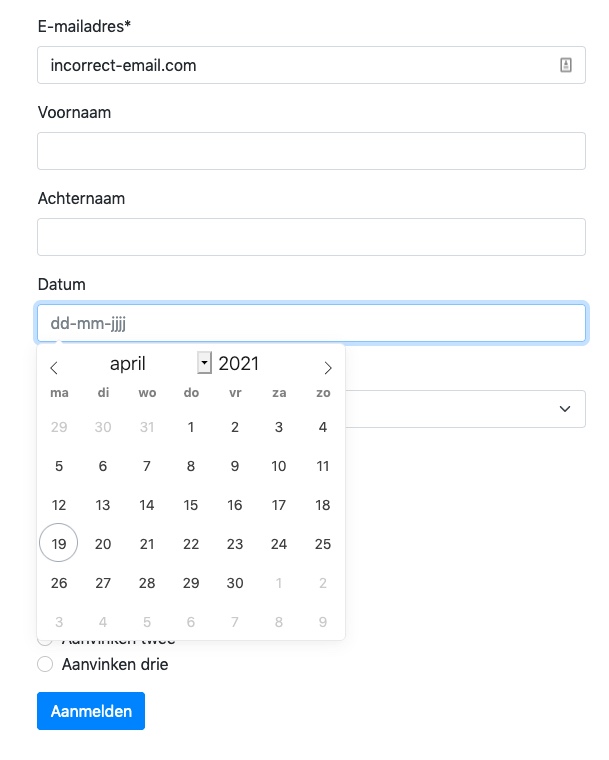 E-mailadres*
incorrect-email.com
Voornaam
Achternaam
Datum
dd-mm-jjjj
april 2021
ma di wo do vr za zo
29 30 31 1 2 3 4
5 6 7 8 9 10 11
12 13 14 15 16 17 18
19 20 21 22 23 24 25
26 27 28 29 30 1 2
3 4 5 6 7 8 9
Aanvinken twee
Aanvinken drie
Aanmelden